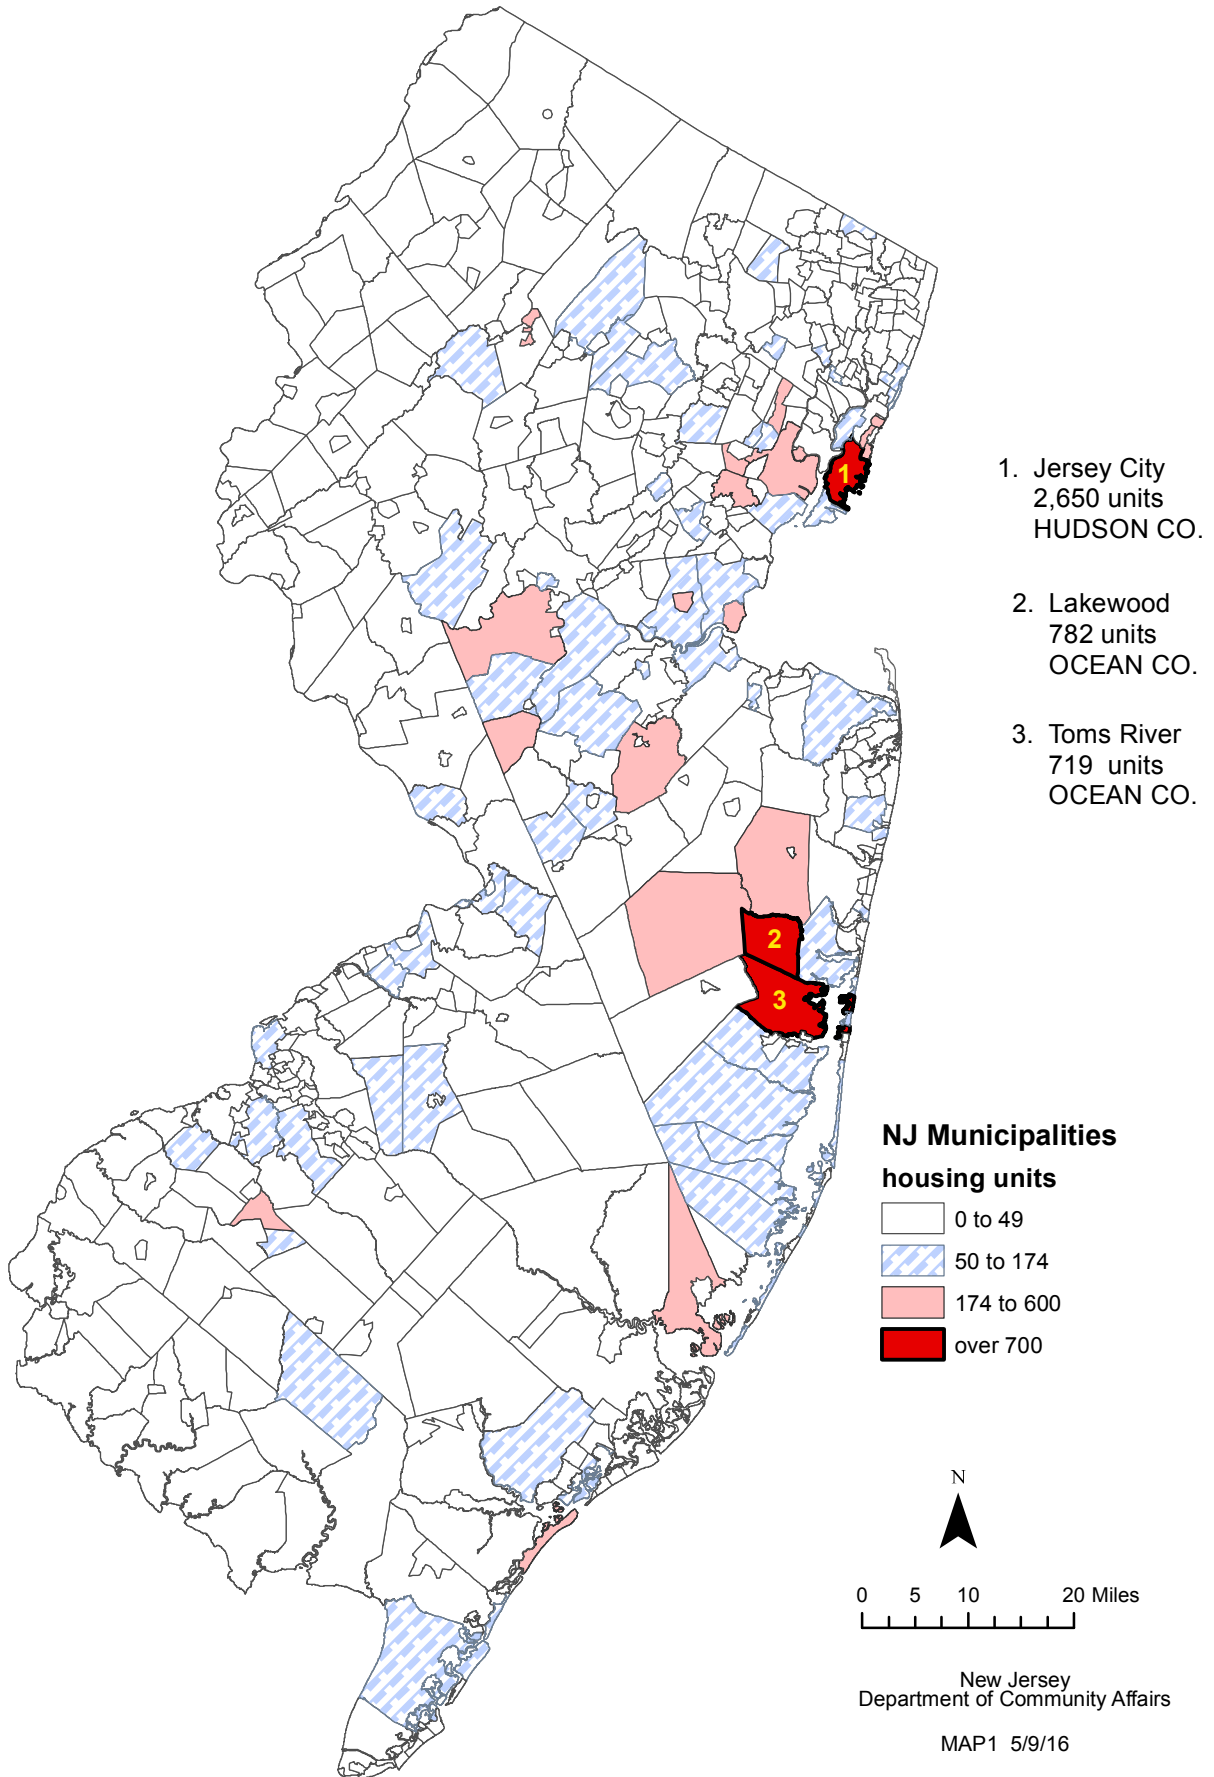 1. Jersey City
2,650 units
HUDSON CO.
2. Lakewood
782 units
OCEAN CO.
3. Toms River
719 units
OCEAN CO.
1
2
3
NJ Municipalities
housing units
0 to 49
50 to 174
174 to 600
over 700
N
0 5 10 20 Miles
New Jersey
Department of Community Affairs
MAP1 5/9/16